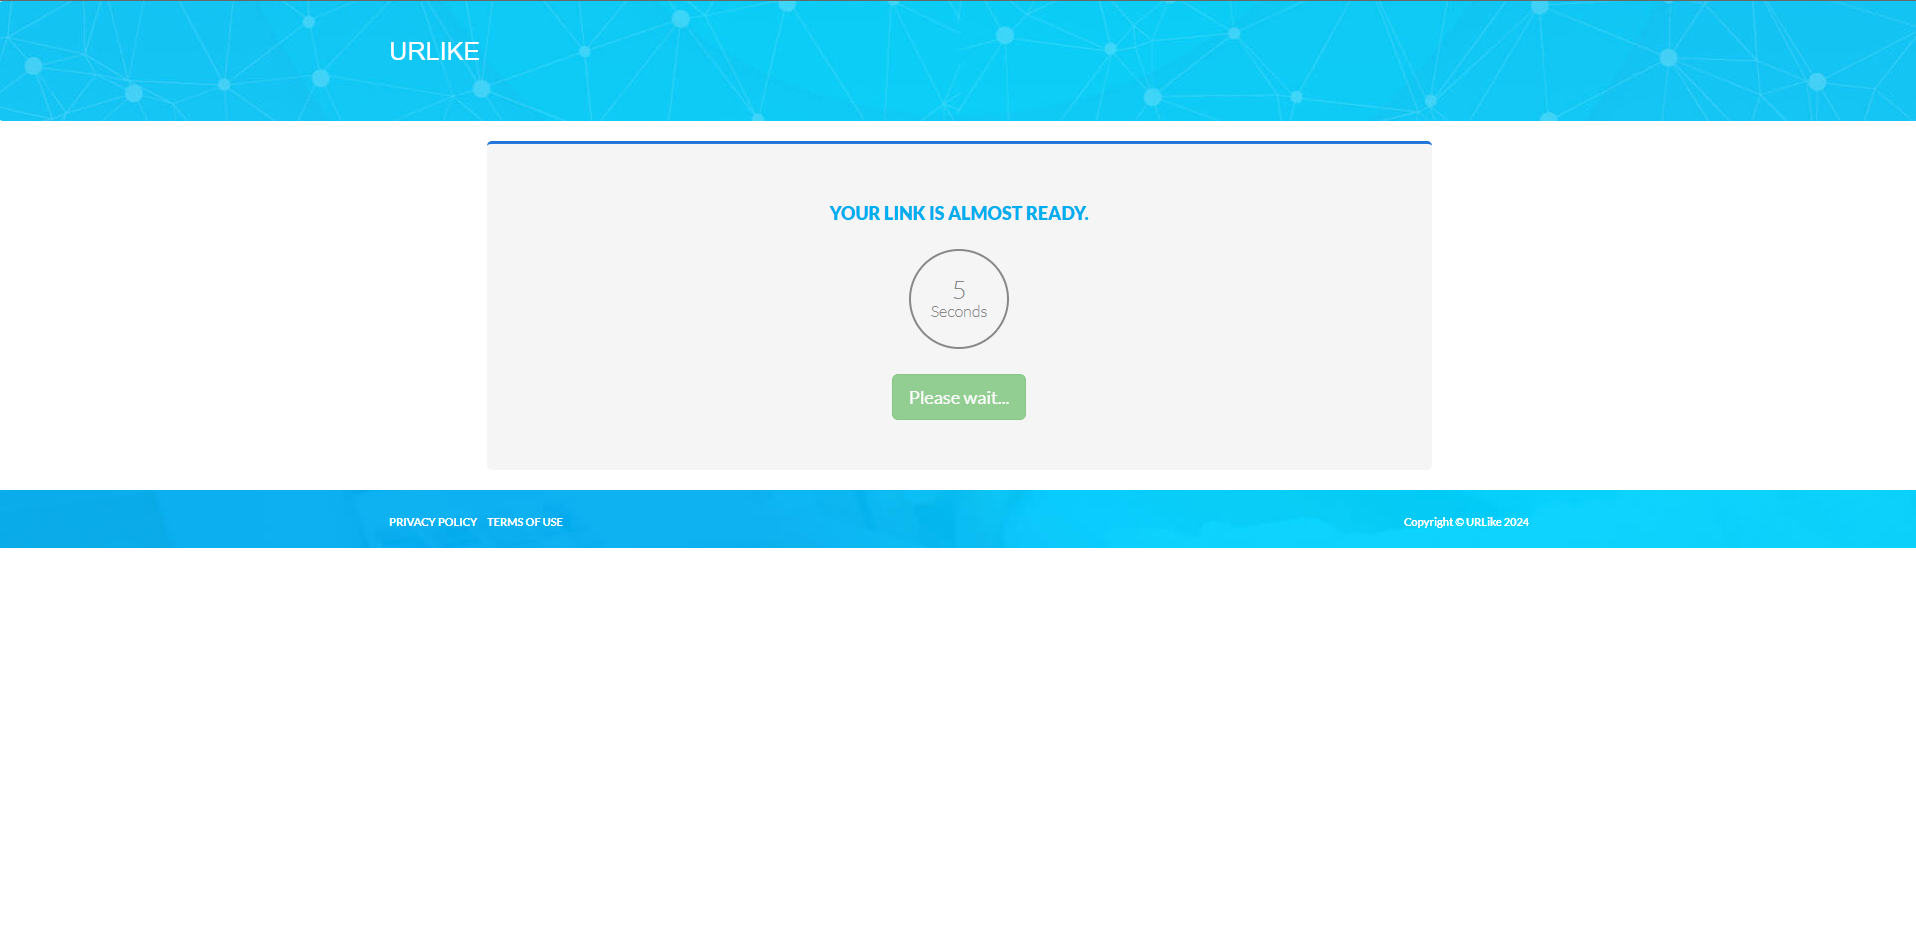 URLIKE
YOUR LINK IS ALMOST READY.
5
Seconds
Please wait...
PRIVACY POLICY TERMS OF USE
Copyright © URLike 2024